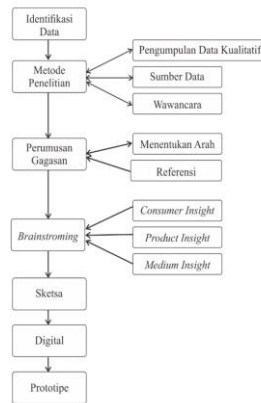 Identifikasi
Data
Metode
Penelitian
Pengumpulan Data Kualitatif
Sumber Data
Wawancara
Perumusan
Gagasan
Menentukan Arah
Referensi
Brainstroming
Consumer Insight
Product Insight
Medium Insight
Sketsa
Digital
Prototipe